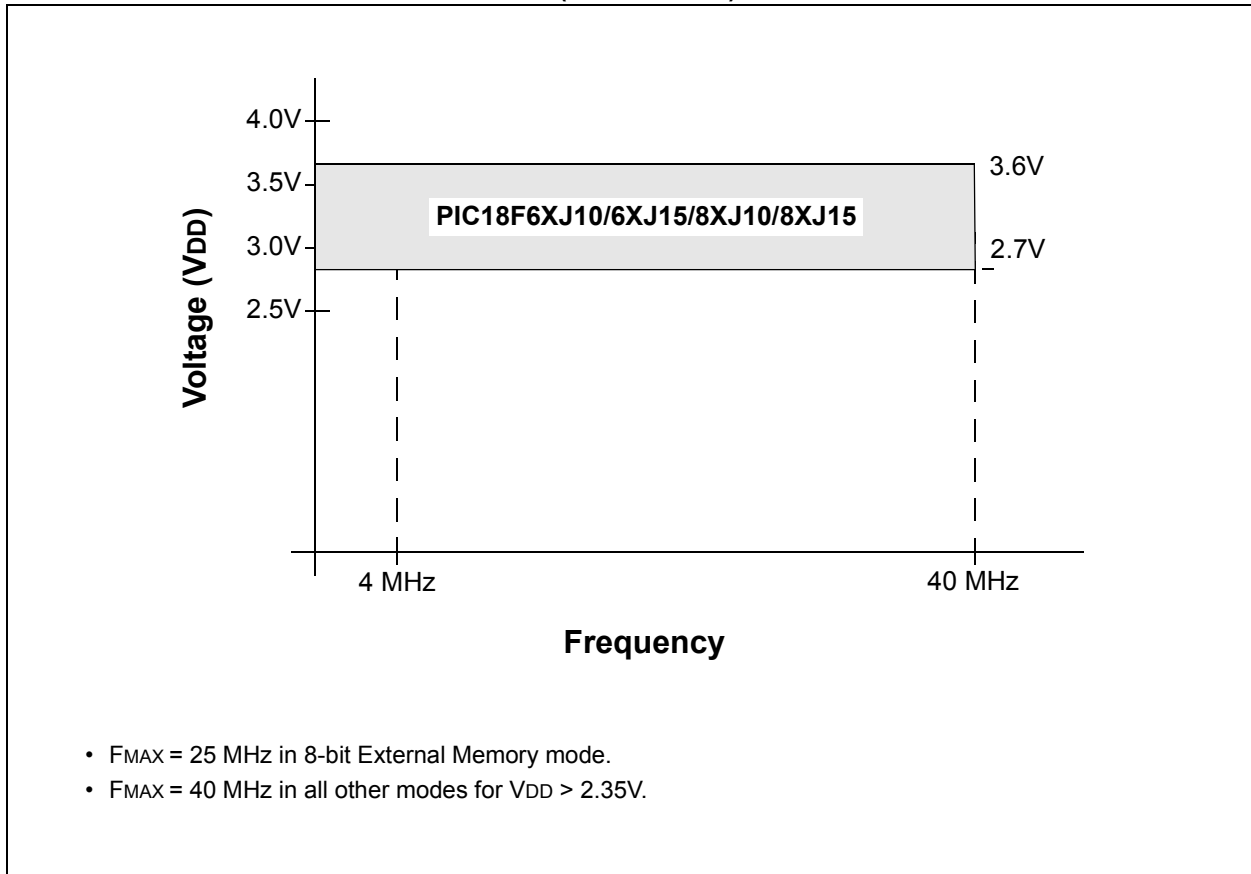 4.0V
3.5V
3.0V
2.5V
Voltage (VDD)
PIC18F6XJ10/6XJ15/8XJ10/8XJ15
3.6V
2.7V
4 MHz
40 MHz
Frequency
• FMAX = 25 MHz in 8-bit External Memory mode.
• FMAX = 40 MHz in all other modes for VDD > 2.35V.